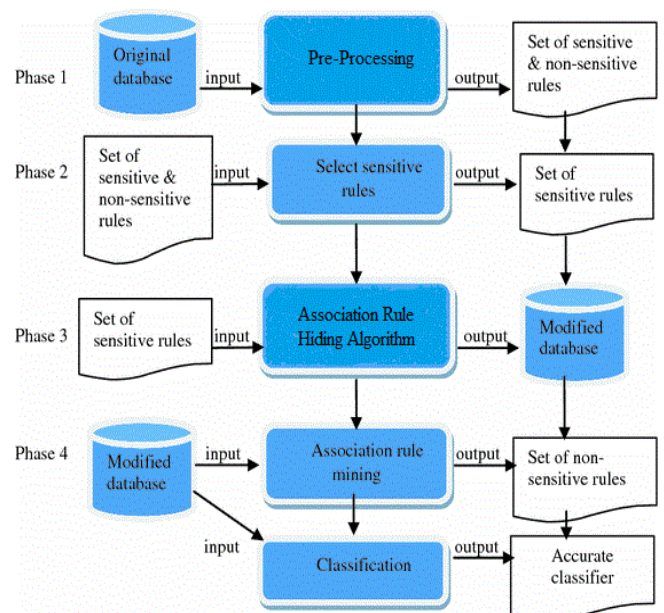 Phase 1
Original
database
input
Pre-Processing
output
Set of sensitive
& non-sensitive
rules
Phase 2
Set of
sensitive &
non-sensitive
rules
input
Select sensitive
rules
output
Set of
sensitive rules
Phase 3
Set of
sensitive rules
input
Association Rule
Hiding Algorithm
output
Modified
database
Phase 4
Modified
database
input
Association rule
mining
output
Set of non-
sensitive rules
input
Classification
output
Accurate
classifier